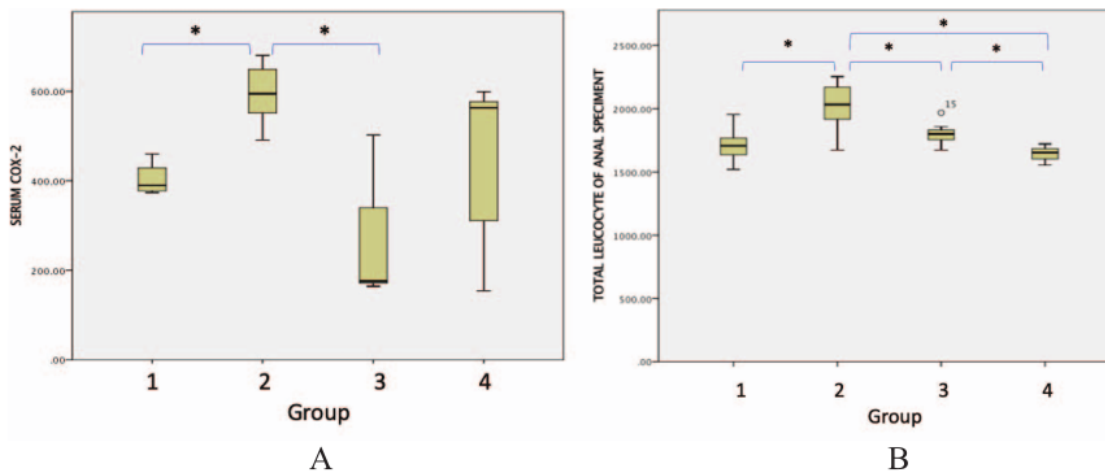 SERUM COX-2
600.00
400.00
200.00
.00
* *
1 2 3 4
Group
A
TOTAL LEUCOCYTE OF ANAL SPECIMENT
2500.00
2000.00
1500.00
1000.00
500.00
.00
*
* * *
15
1 2 3 4
Group
B